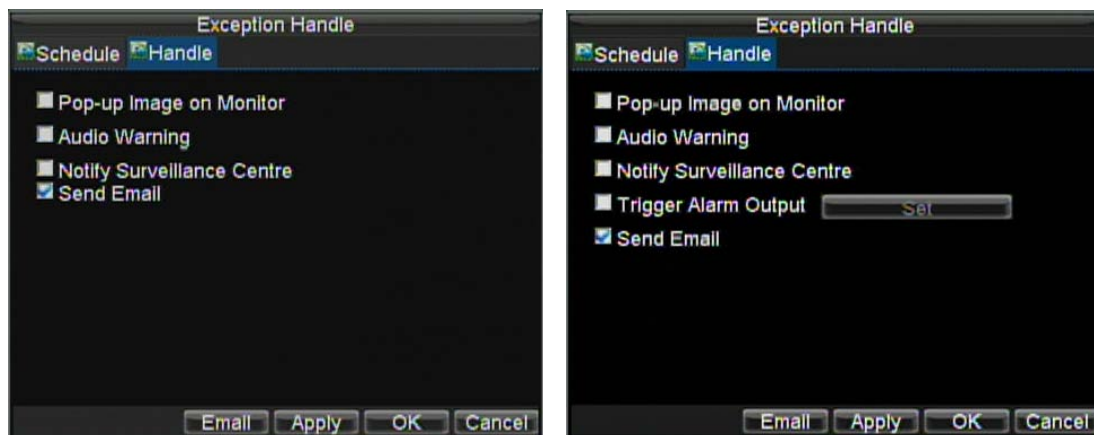 Exception Handle
Schedule Handle
Pop-up Image on Monitor
Audio Warning
Notify Surveillance Centre
Send Email
Email Apply OK Cancel
Exception Handle
Schedule Handle
Pop-up Image on Monitor
Audio Warning
Notify Surveillance Centre
Trigger Alarm Output Set
Send Email
Email Apply OK Cancel